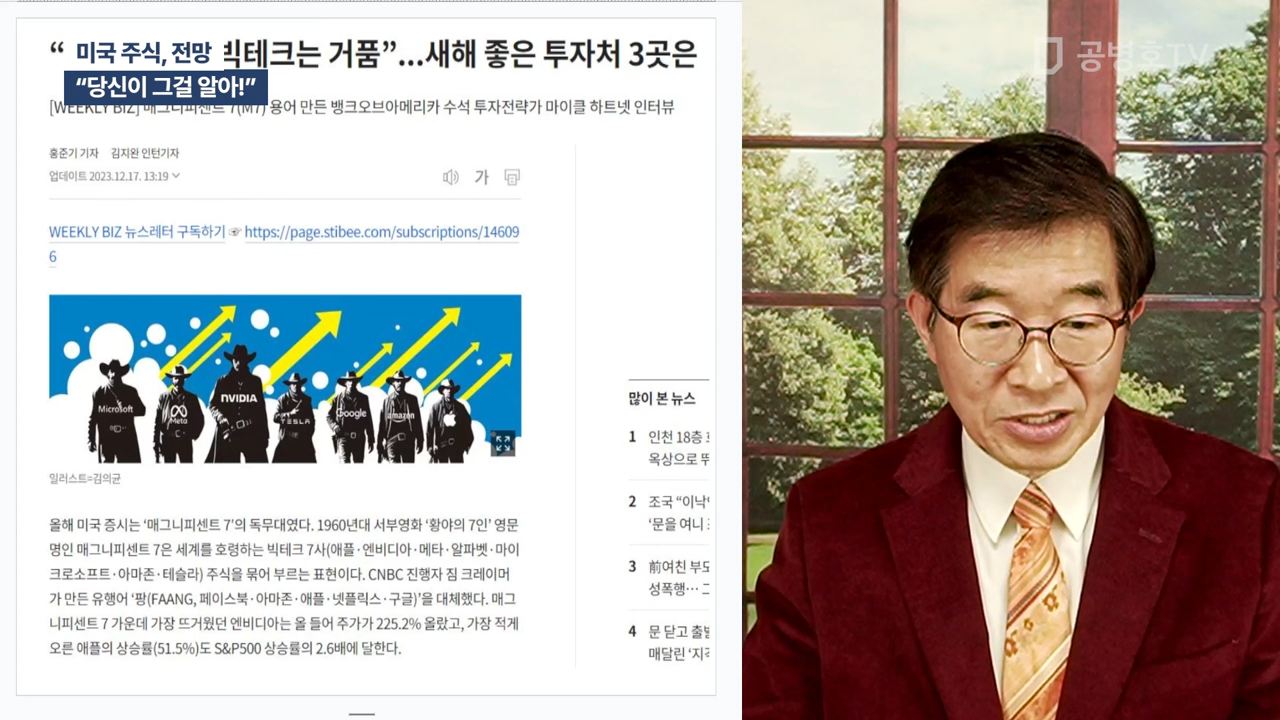 “ 미국 주식, 전망 빅테크는 거품”...새해 좋은 투자처 3곳은
“당신이 그걸 알아!”
[WEEKLY BIZ] 매그니피센트 7(M7) 용어 만든 뱅크오브아메리카 수석 투자전략가 마이클 하트넷 인터뷰
홍준기 기자 김지완 인턴기자
업데이트 2023.12.17. 13:19
가
WEEKLY BIZ 뉴스레터 구독하기 ☞ https://page.stibee.com/subscriptions/14609
6
Microsoft
Meta
NVIDIA
TESLA
Google
amazon
일러스트=김의균
올해 미국 증시는 ‘매그니피센트 7’의 독무대였다. 1960년대 서부영화 ‘황야의 7인’ 영문
명인 매그니피센트 7은 세계를 호령하는 빅테크 7사(애플·엔비디아·메타·알파벳·마이
크로소프트·아마존·테슬라) 주식을 묶어 부르는 표현이다. CNBC 진행자 짐 크레이머
가 만든 유행어 ‘팡(FAANG, 페이스북·아마존·애플·넷플릭스·구글)’을 대체했다. 매그
니피센트 7 가운데 가장 뜨거웠던 엔비디아는 올 들어 주가가 225.2% 올랐고, 가장 적게
오른 애플의 상승률(51.5%)도 S&P500 상승률의 2.6배에 달한다.
많이 본 뉴스
1 인천 18층
옥상으로
2 조국 “이낙
‘문을 여니
3 前여친 부모
성폭행…
4 문 닫고 출발
매달린
공병호TV